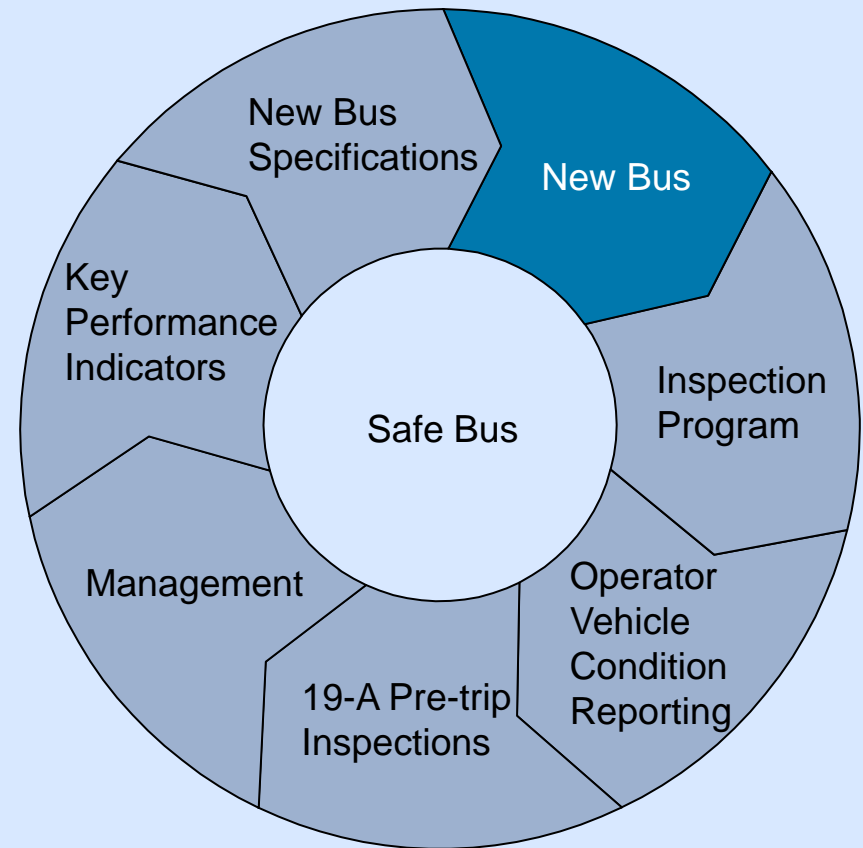 New Bus
Specifications
New Bus
Key
Performance
Indicators
Inspection
Program
Safe Bus
Management
Operator
Vehicle
Condition
Reporting
19-A Pre-trip
Inspections